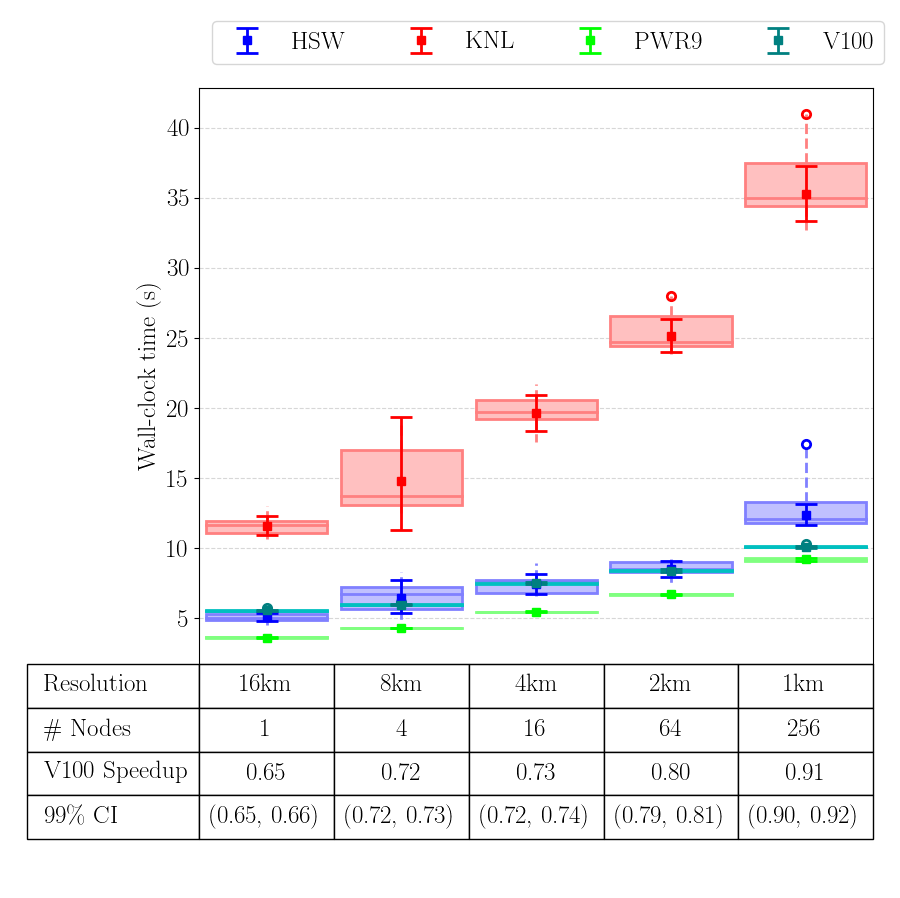 HSW KNL PWR9 V100
40
35
30
25
20
15
10
5
Wall-clock time (s)
Resolution 16km 8km 4km 2km 1km
# Nodes 1 4 16 64 256
V100 Speedup 0.65 0.72 0.73 0.80 0.91
99% CI (0.65, 0.66) (0.72, 0.73) (0.72, 0.74) (0.79, 0.81) (0.90, 0.92)